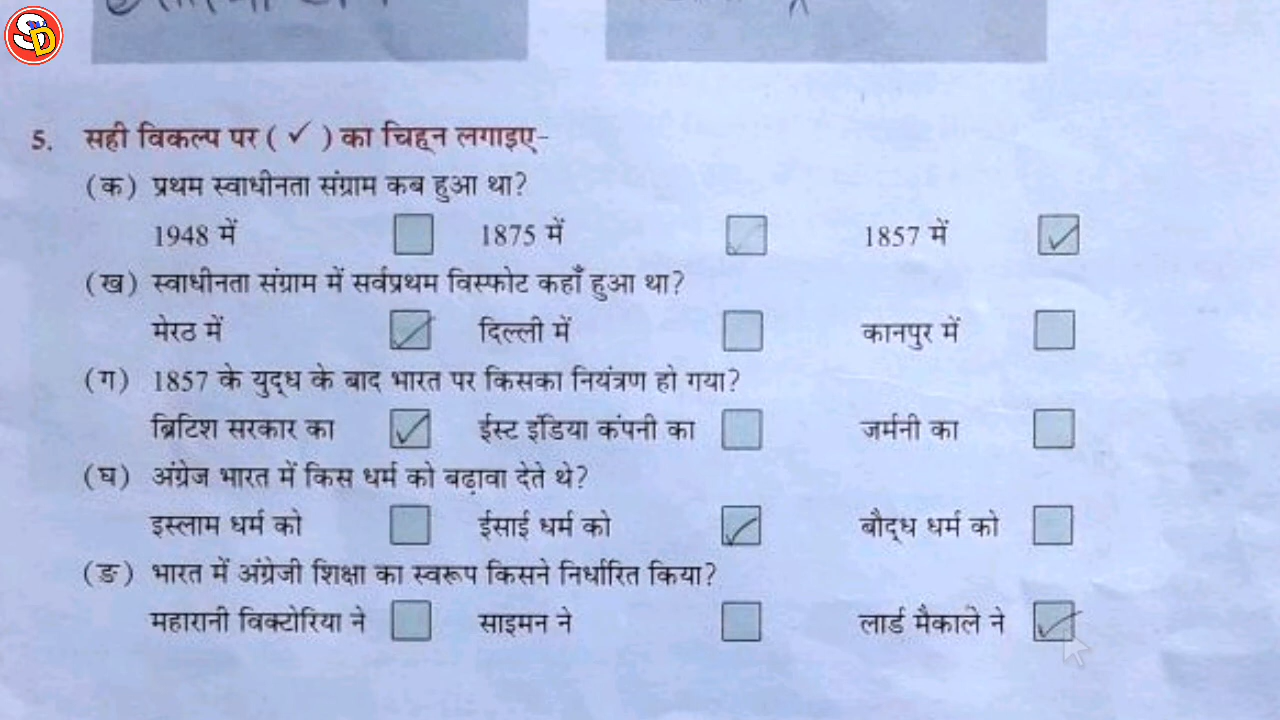 SD
5. सही विकल्प पर ( ✓ ) का चिह्न लगाइए-
(क) प्रथम स्वाधीनता संग्राम कब हुआ था?
1948 में 1875 में 1857 में ✓
(ख) स्वाधीनता संग्राम में सर्वप्रथम विस्फोट कहाँ हुआ था?
मेरठ में ✓ दिल्ली में कानपुर में
(ग) 1857 के युद्ध के बाद भारत पर किसका नियंत्रण हो गया?
ब्रिटिश सरकार का ✓ ईस्ट इंडिया कंपनी का जर्मनी का
(घ) अंग्रेज भारत में किस धर्म को बढ़ावा देते थे?
इस्लाम धर्म को ईसाई धर्म को ✓ बौद्ध धर्म को
(ङ) भारत में अंग्रेजी शिक्षा का स्वरूप किसने निर्धारित किया?
महारानी विक्टोरिया ने साइमन ने लार्ड मैकाले ने ✓